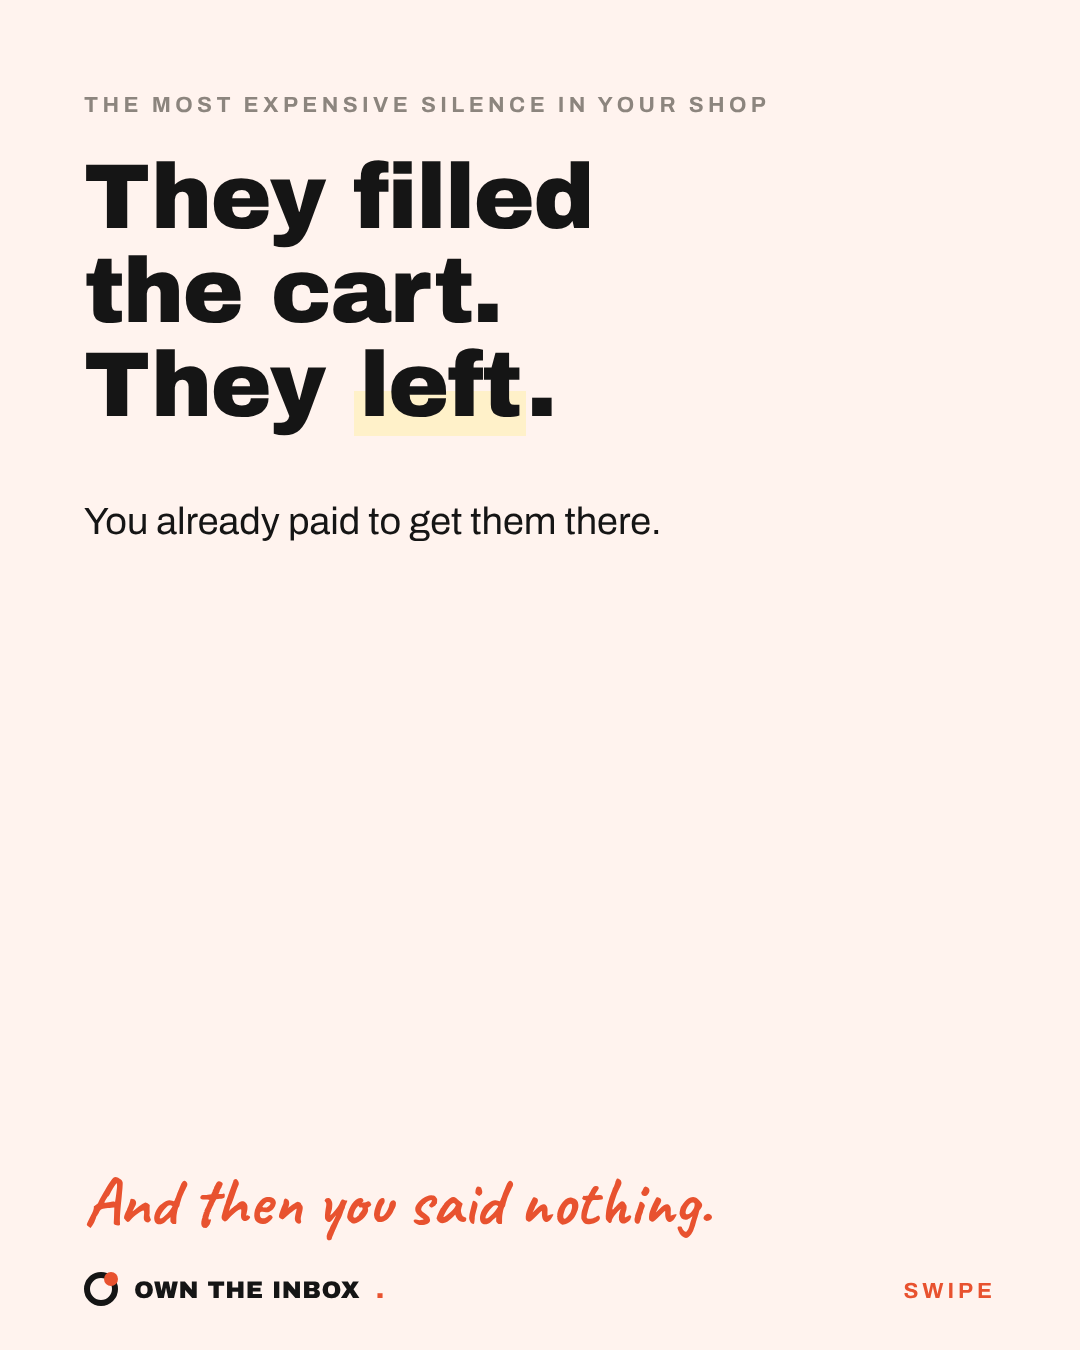 THE MOST EXPENSIVE SILENCE IN YOUR SHOP
They filled
the cart.
They left.
You already paid to get them there.
And then you said nothing.
OWN THE INBOX .
SWIPE